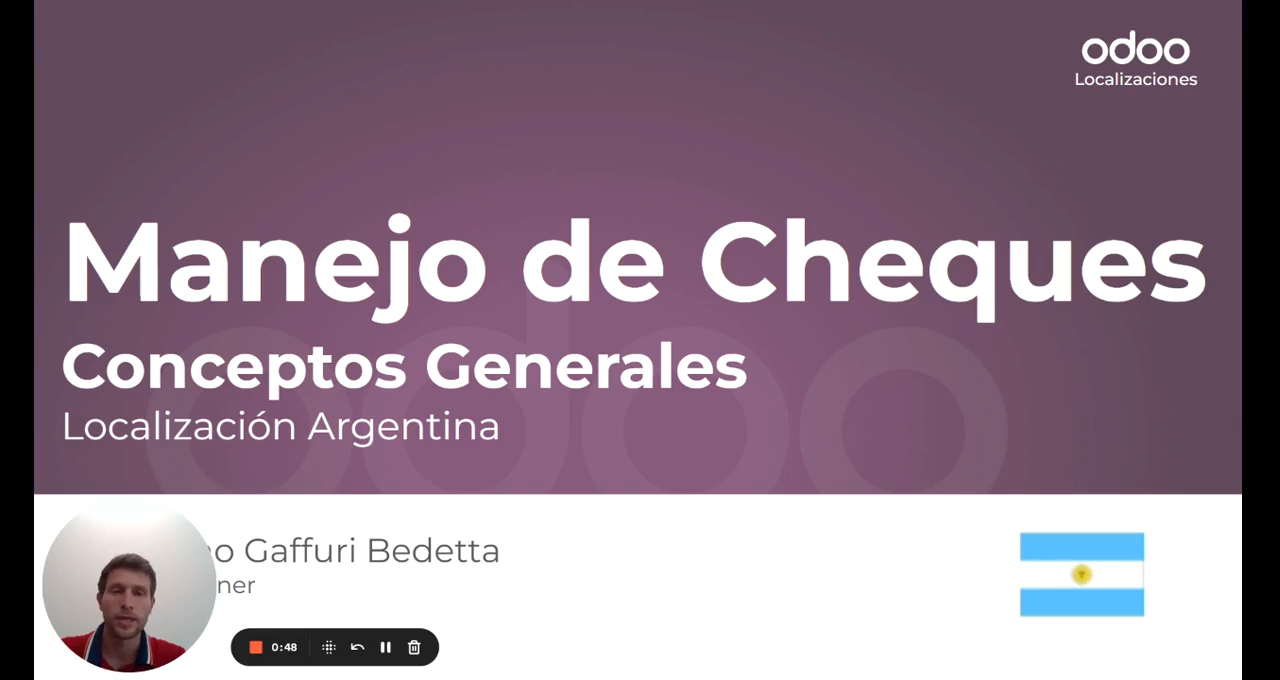 odoo
Localizaciones
Manejo de Cheques
Conceptos Generales
Localización Argentina
Gaffuri Bedetta
0:48